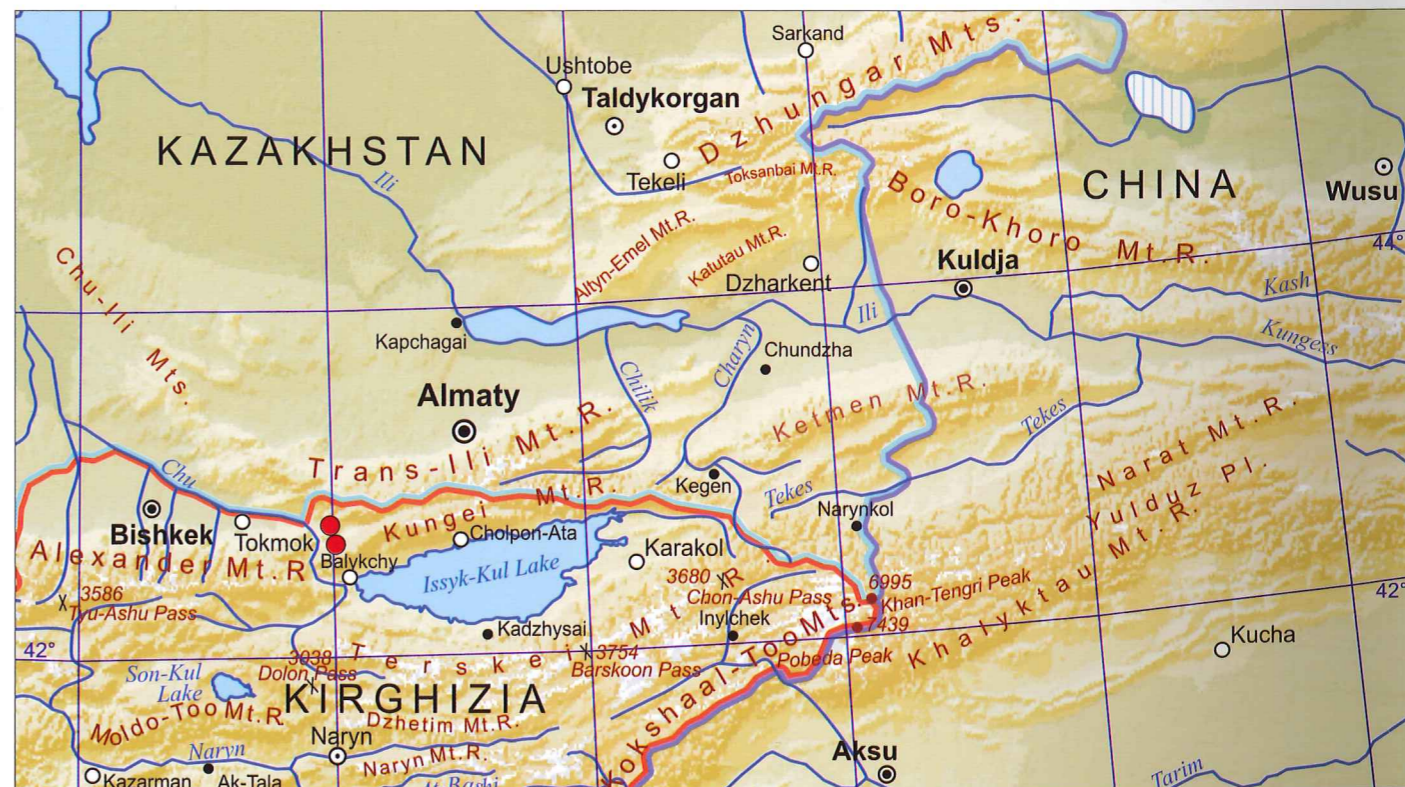 Sarkand
Ushtobe
Taldykorgan
Dzhungar Mts.
KAZAKHSTAN
Ili
Tekeli
Toksanbai Mt.R.
CHINA
Wusu
Boro-Khoro Mt.R.
44°
Altyn-Emel Mt.R.
Katutau Mt.R.
Dzharkent
Kuldja
Kash
Chu-Ili Mts.
Kapchagai
Ili
Kungess
Charyn
Chundzha
Chilik
Almaty
Ketmen Mt.R.
Tekes
Trans-Ili Mt.R.
Narat Mt.R.
Yulduz Pl.
Chu
Kegen
Tekes
Narynkol
Kungei Mt.R.
Bishkek
Tokmok
Cholpon-Ata
Alexander Mt.R
Balykchy
Issyk-Kul Lake
Karakol
3586
Tyu-Ashu Pass
3680
Chon-Ashu Pass
6995
Khan-Tengri Peak
7439
Pobeda Peak
Khalyktau Mt.R.
42°
Inylchek
Kadzhysai
Kucha
42°
Terskei Mt R
3754
Barskoon Pass
3038
Dolon Pass
Son-Kul
Lake
KIRGHIZIA
Kokshaal-Too Mts.
Moldo-Too Mt.R
Dzhetim Mt.R.
Naryn
Naryn
Naryn Mt.R.
Aksu
Kazarman
Ak-Tala
Tarim